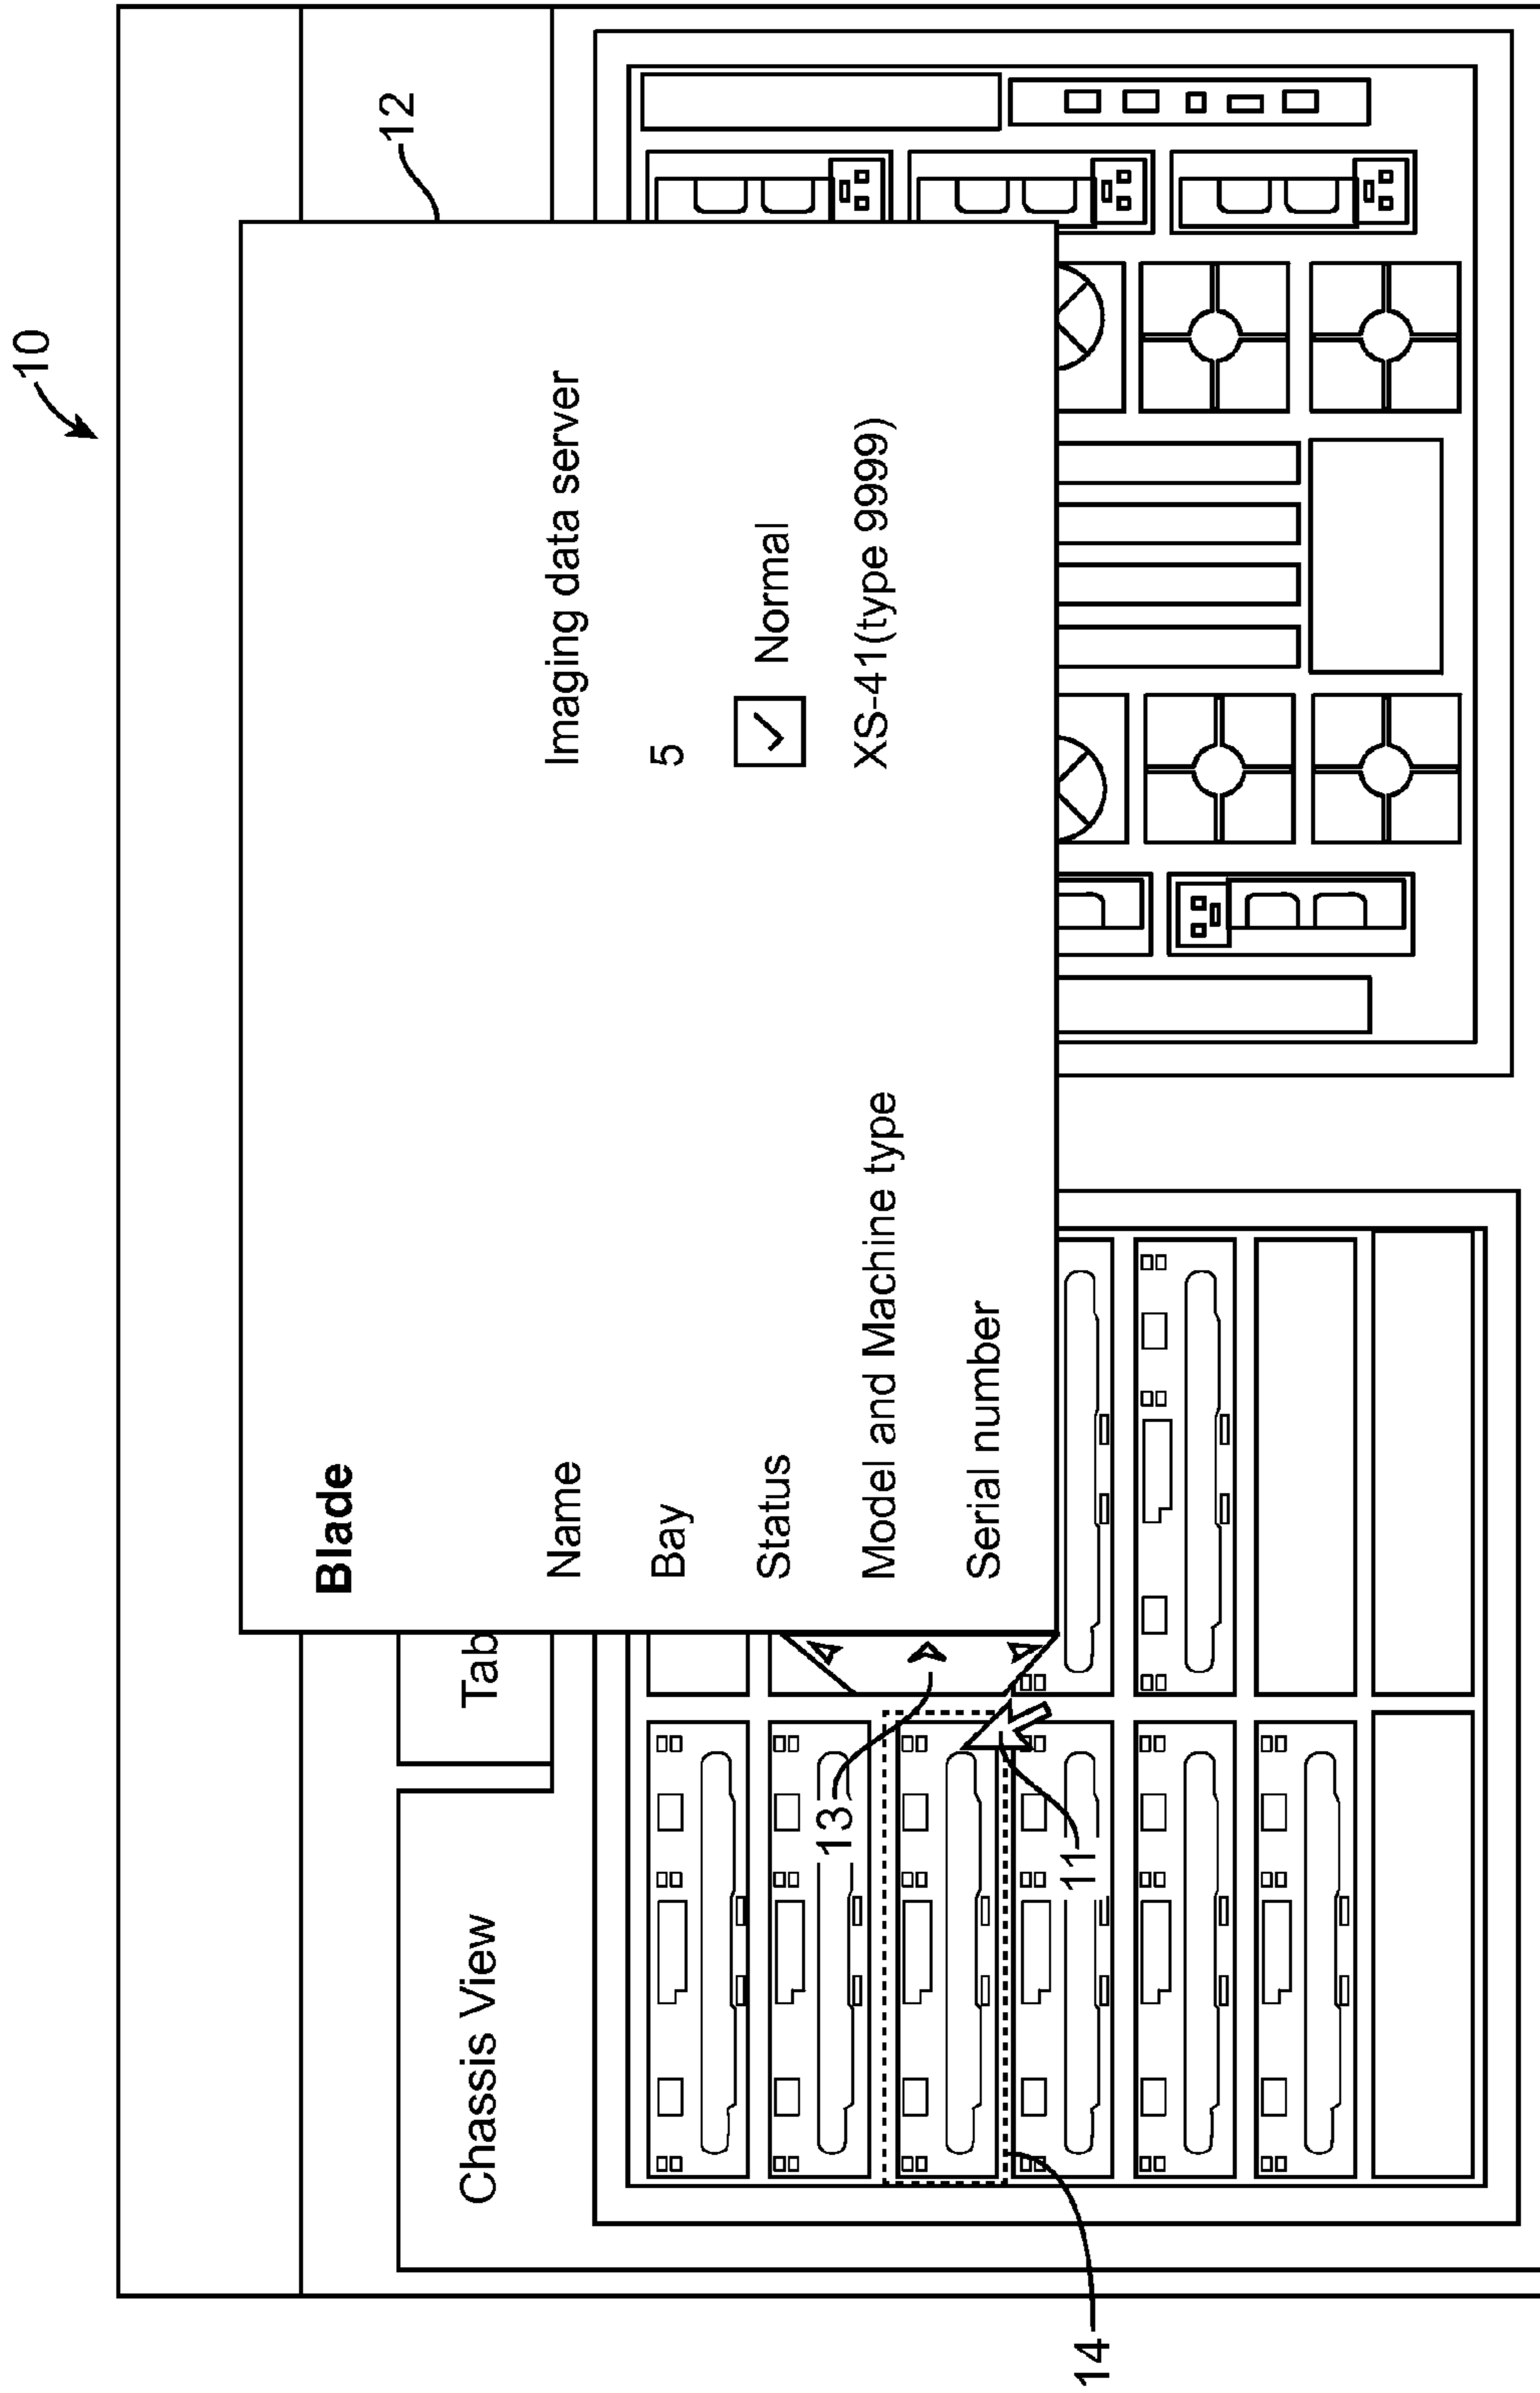 10
12
Blade
Name Imaging data server
Bay 5
Status Normal
Model and Machine type XS-41(type 9999)
Serial number
Chassis View Tab
13
11
14